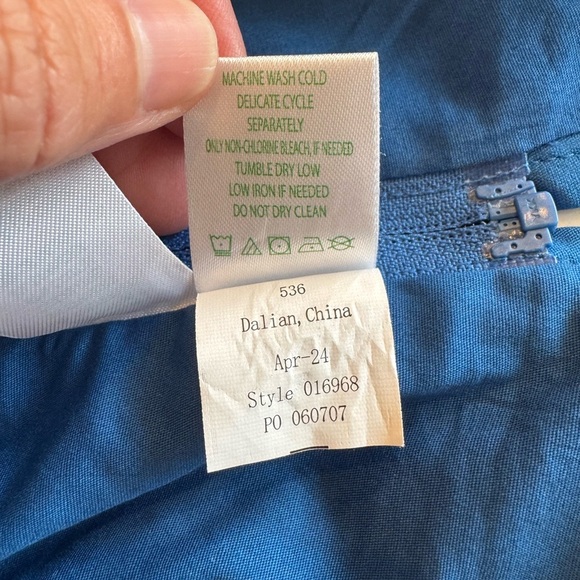 MACHINE WASH COLD
DELICATE CYCLE
SEPARATELY
ONLY NON-CHLORINE BLEACH, IF NEEDED
TUMBLE DRY LOW
LOW IRON IF NEEDED
DO NOT DRY CLEAN
536
Dalian, China
Apr-24
Style 016968
PO 060707